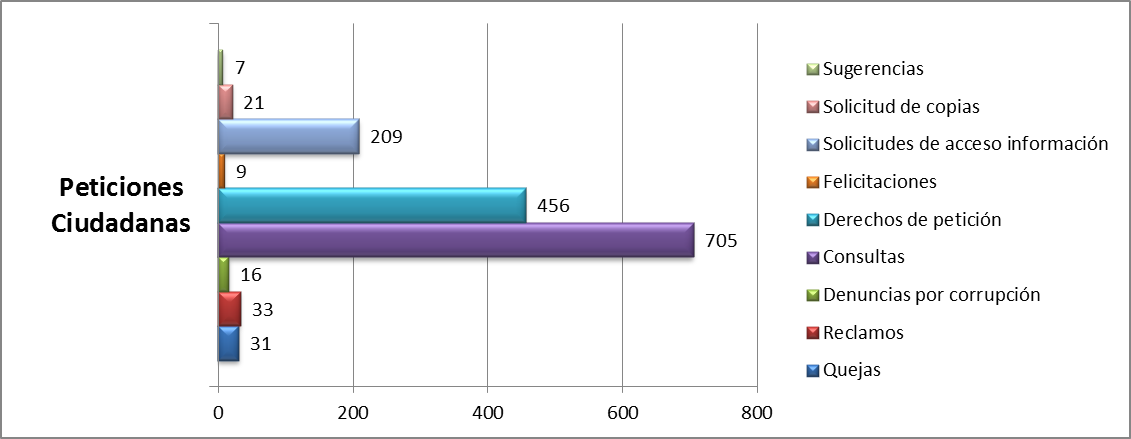 Peticiones
Ciudadanas
7
21
209
9
456
705
16
33
31
0
200
400
600
800
Sugerencias
Solicitud de copias
Solicitudes de acceso información
Felicitaciones
Derechos de petición
Consultas
Denuncias por corrupción
Reclamos
Quejas